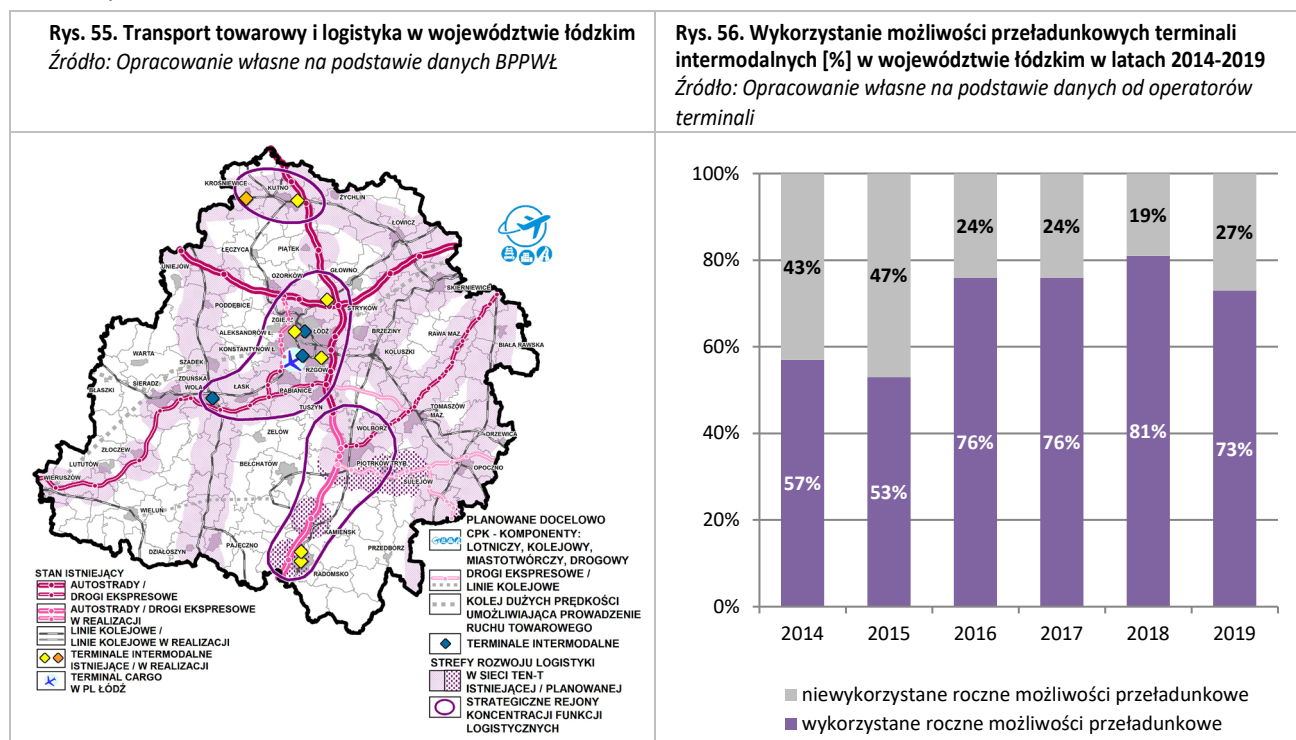 Rys. 55. Transport towarowy i logistyka w województwie łódzkim
Źródło: Opracowanie własne na podstawie danych BPPWŁ
Rys. 56. Wykorzystanie możliwości przeładunkowych terminali
intermodalnych [%] w województwie łódzkim w latach 2014-2019
Źródło: Opracowanie własne na podstawie danych od operatorów
terminali
KROŚNIEWICE
KUTNO
ŻYCHLIN
ŁOWICZ
ŁĘCZYCA
PIĄTEK
UNIEJÓW
OZORKÓW
GŁOWNO
SKIERNIEWICE
PODDĘBICE
STRYKÓW
ZGIERZ
ALEKSANDRÓW Ł.
ŁÓDŹ
BRZEZINY
RAWA MAZ.
KONSTANTYNÓW Ł.
BIAŁA RAWSKA
WARTA
SZADEK
KOLUSZKI
SIERADZ
ZDUŃSKA
WOLA
RZGÓW
BŁASZKI
ŁASK
PABIANICE
TUSZYN
TOMASZÓW
MAZ.
WOLBÓRZ
ZŁOCZEW
ZELÓW
DRZEWICA
LUTUTÓW
BEŁCHATÓW
PIOTRKÓW TRYB.
OPOCZNO
WIERUSZÓW
SULEJÓW
WIELUŃ
KAMIEŃSK
DZIAŁOSZYN
PAJĘCZNO
PRZEDBÓRZ
RADOMSKO
STAN ISTNIEJĄCY
AUTOSTRADY /
DROGI EKSPRESOWE
AUTOSTRADY / DROGI EKSPRESOWE
W REALIZACJI
LINIE KOLEJOWE /
LINIE KOLEJOWE W REALIZACJI
TERMINALE INTERMODALNE
ISTNIEJĄCE / W REALIZACJI
TERMINAL CARGO
W PL ŁÓDŹ
PLANOWANE DOCELOWO
CPK - KOMPONENTY:
LOTNICZY, KOLEJOWY,
MIASTOTWÓRCZY, DROGOWY
DROGI EKSPRESOWE /
LINIE KOLEJOWE
KOLEJ DUŻYCH PRĘDKOŚCI
UMOŻLIWIAJĄCA PROWADZENIE
RUCHU TOWAROWEGO
TERMINALE INTERMODALNE
STREFY ROZWOJU LOGISTYKI
W SIECI TEN-T
ISTNIEJĄCEJ / PLANOWANEJ
STRATEGICZNE REJONY
KONCENTRACJI FUNKCJI
LOGISTYCZNYCH
100%
80%
60%
40%
20%
0%
43%
47%
24%
24%
19%
27%
57%
53%
76%
76%
81%
73%
2014
2015
2016
2017
2018
2019
niewykorzystane roczne możliwości przeładunkowe
wykorzystane roczne możliwości przeładunkowe